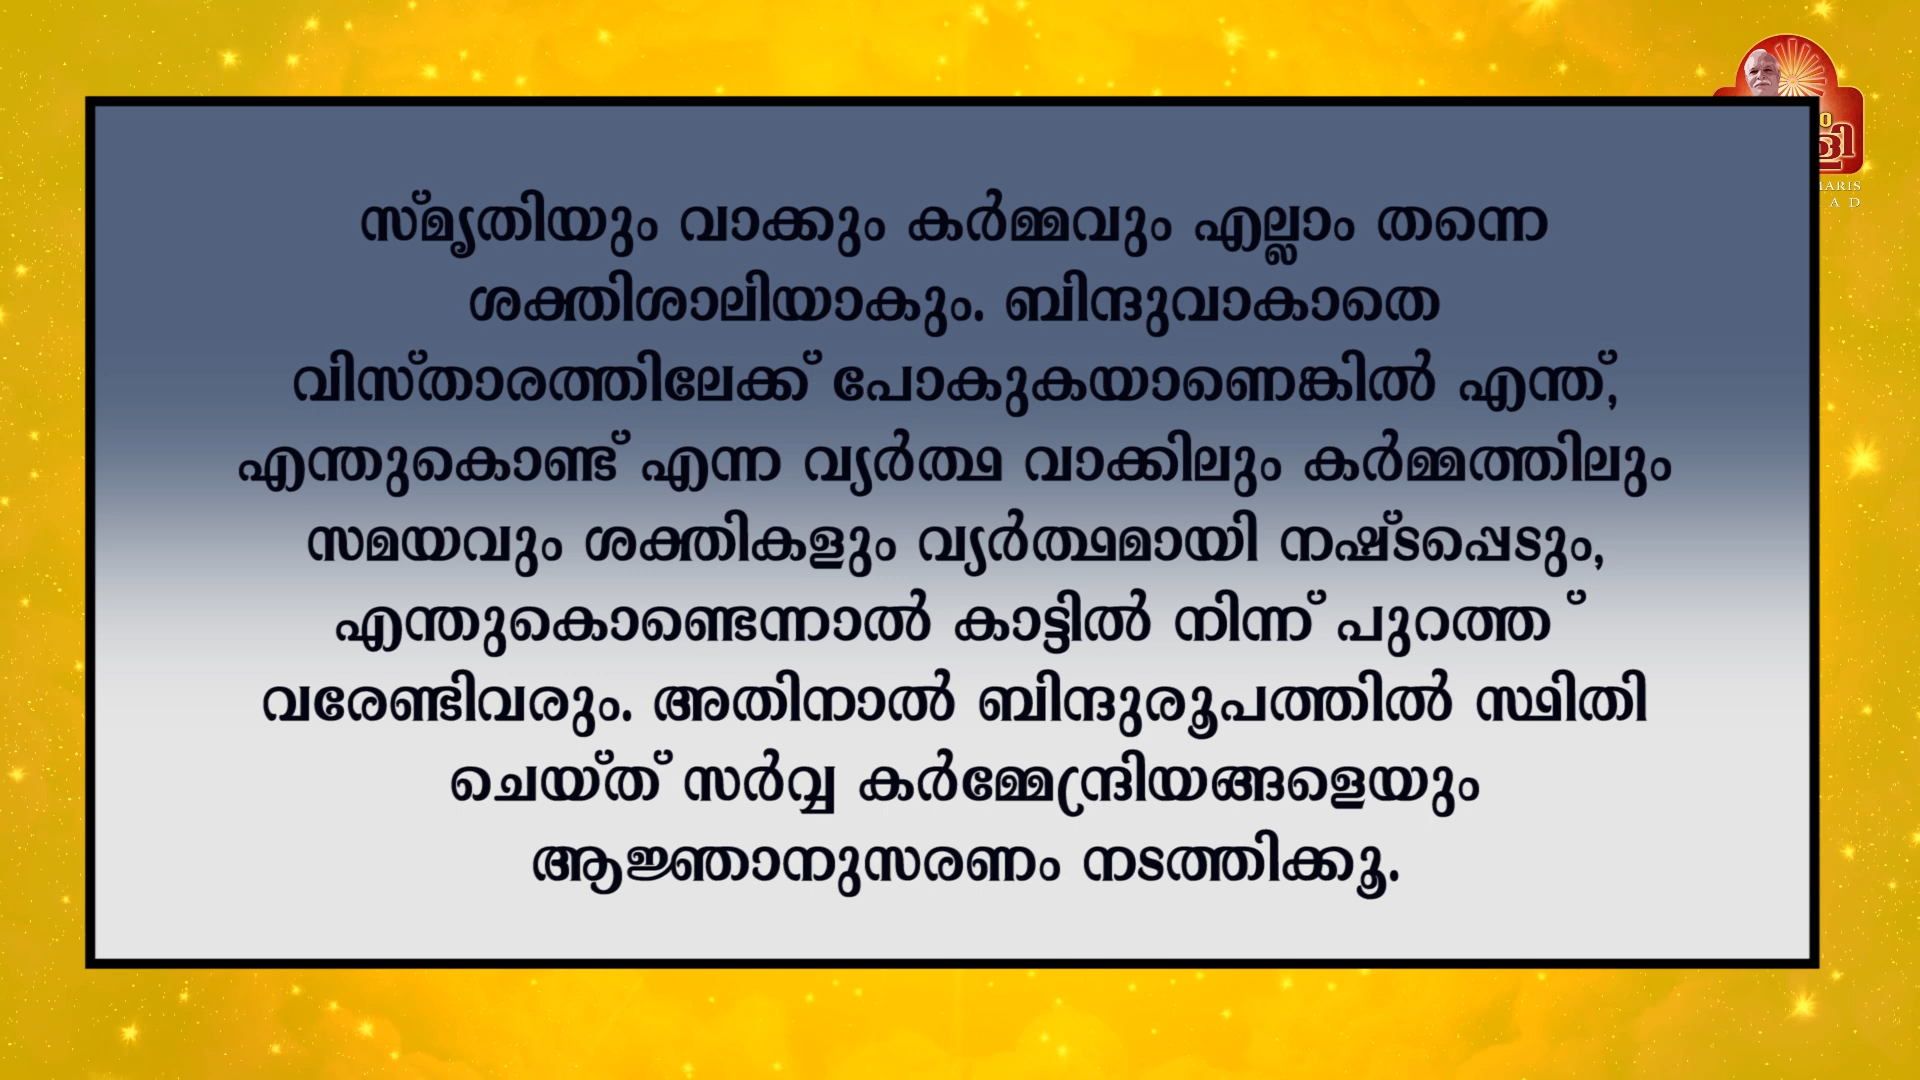 സ്മൃതിയും വാക്കും കർമ്മവും എല്ലാം തന്നെ
ശക്തിശാലിയാകും. ബിന്ദുവാകാതെ
വിസ്താരത്തിലേക്ക് പോകുകയാണെങ്കിൽ എന്ത്,
എന്തുകൊണ്ട് എന്ന വ്യർത്ഥ വാക്കിലും കർമ്മത്തിലും
സമയവും ശക്തികളും വ്യർത്ഥമായി നഷ്ടപ്പെടും,
എന്തുകൊണ്ടെന്നാൽ കാട്ടിൽ നിന്ന് പുറത്ത്
വരേണ്ടിവരും. അതിനാൽ ബിന്ദുരൂപത്തിൽ സ്ഥിതി
ചെയ്ത് സർവ്വ കർമ്മേന്ദ്രിയങ്ങളെയും
ആജ്ഞാനുസരണം നടത്തിക്കൂ.